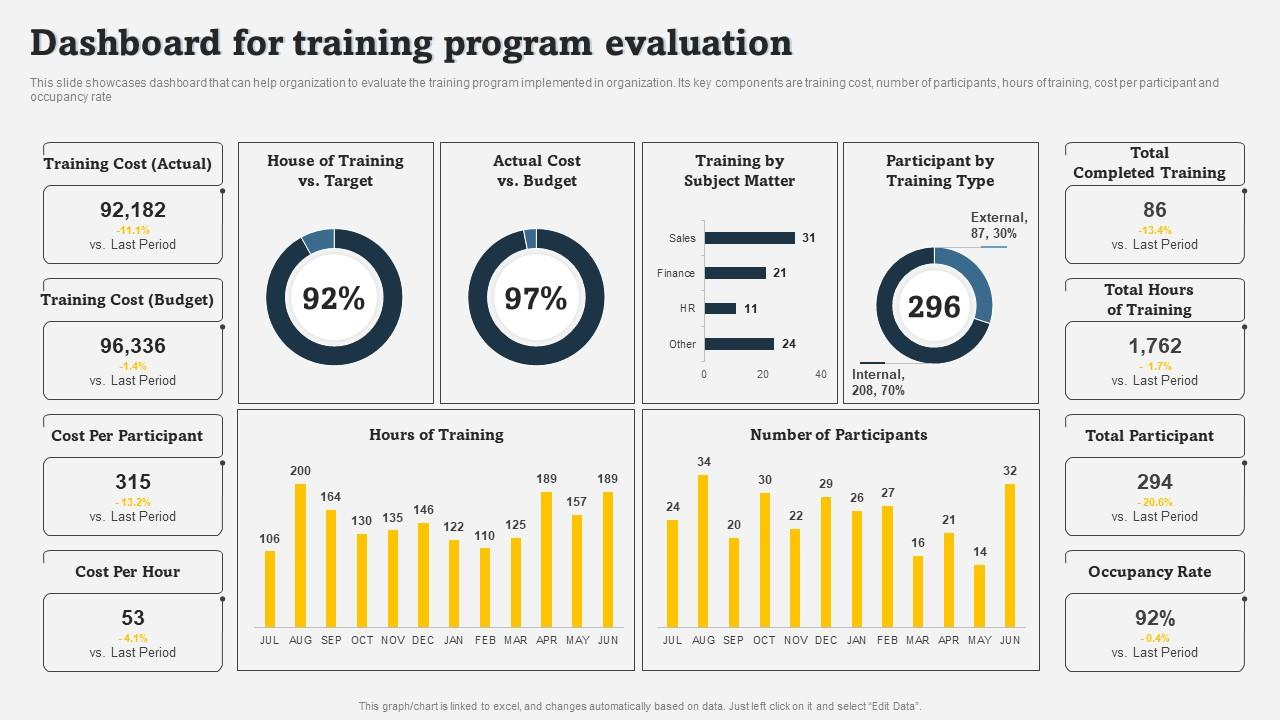 Dashboard for training program evaluation
This slide showcases dashboard that can help organization to evaluate the training program implemented in organization. Its key components are training cost, number of participants, hours of training, cost per participant and
occupancy rate
Training Cost (Actual)
92,182
-11.1%
vs. Last Period
Training Cost (Budget)
96,336
-1.4%
vs. Last Period
Cost Per Participant
315
-13.2%
vs. Last Period
Cost Per Hour
53
-4.1%
vs. Last Period
House of Training
vs. Target
92%
Actual Cost
vs. Budget
97%
Training by
Subject Matter
Sales 31
Finance 21
HR 11
Other 24
0 20 40
Participant by
Training Type
External,
87, 30%
296
Internal,
208, 70%
Hours of Training
106 200 164 130 135 146 122 110 125 189 157 189
JUL AUG SEP OCT NOV DEC JAN FEB MAR APR MAY JUN
Number of Participants
24 34 20 30 22 29 26 27 16 21 14 32
JUL AUG SEP OCT NOV DEC JAN FEB MAR APR MAY JUN
Total
Completed Training
86
-13.4%
vs. Last Period
Total Hours
of Training
1,762
- 1.7%
vs. Last Period
Total Participant
294
-20.6%
vs. Last Period
Occupancy Rate
92%
-0.4%
vs. Last Period
This graph/chart is linked to excel, and changes automatically based on data. Just left click on it and select “Edit Data”.